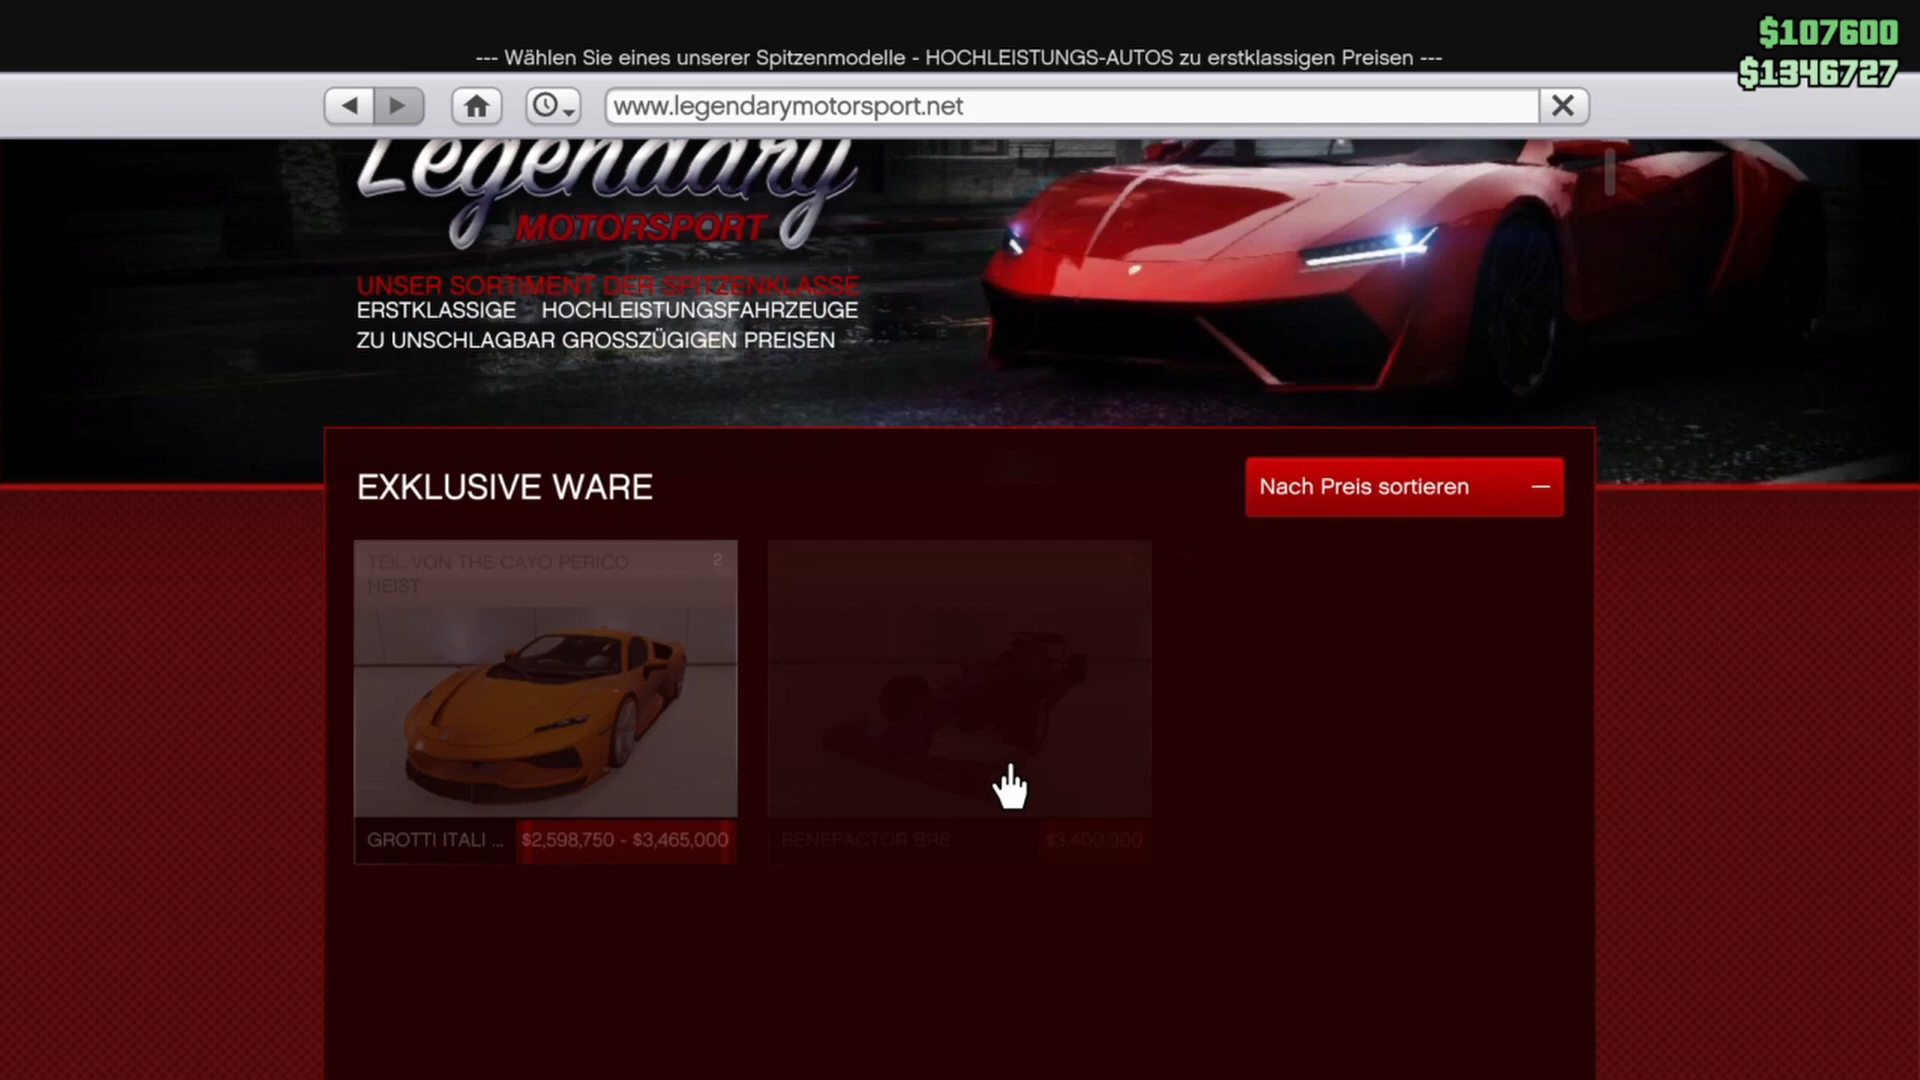 $107600
--- Wählen Sie eines unserer Spitzenmodelle - HOCHLEISTUNGS-AUTOS zu erstklassigen Preisen ---
$1346727
www.legendarymotorsport.net
Legendary
MOTORSPORT
UNSER SORTIMENT DER SPITZENKLASSE
ERSTKLASSIGE HOCHLEISTUNGSFAHRZEUGE
ZU UNSCHLAGBAR GROSSZÜGIGEN PREISEN
EXKLUSIVE WARE
Nach Preis sortieren
TEIL VON THE CAYO PERICO 2
HEIST
GROTTI ITALI ... $2,598,750 - $3,465,000
BENEFACTOR BR8 $3,400,000